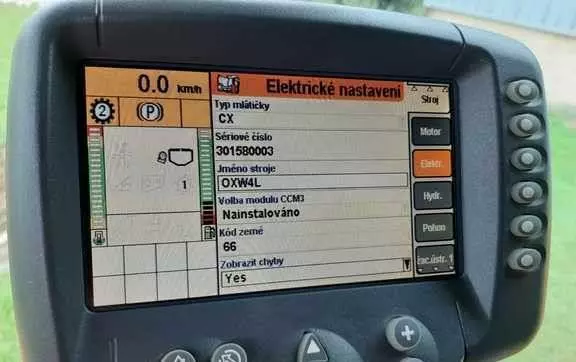 0.0 km/h
Elektrické nastavení
Stroj
2
P
Typ mlátičky
CX
Motor
Sériové číslo
301580003
Elektr.
Jméno stroje
OXW4L
1
Hydr.
Volba modulu CCM3
Nainstalováno
Pohon
Kód země
66
Zobrazit chyby
Yes